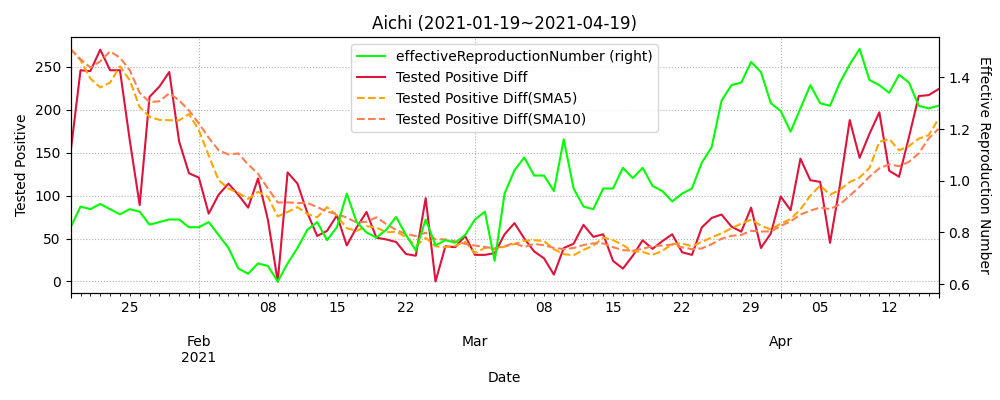 Aichi (2021-01-19~2021-04-19)
effectiveReproductionNumber (right)
Tested Positive Diff
Tested Positive Diff(SMA5)
Tested Positive Diff(SMA10)
Tested Positive
250
200
150
100
50
0
1.4
1.2
1.0
0.8
0.6
Effective Reproduction Number
25 08 15 22 08 15 22 29 05 12
Feb Mar Apr
2021
Date